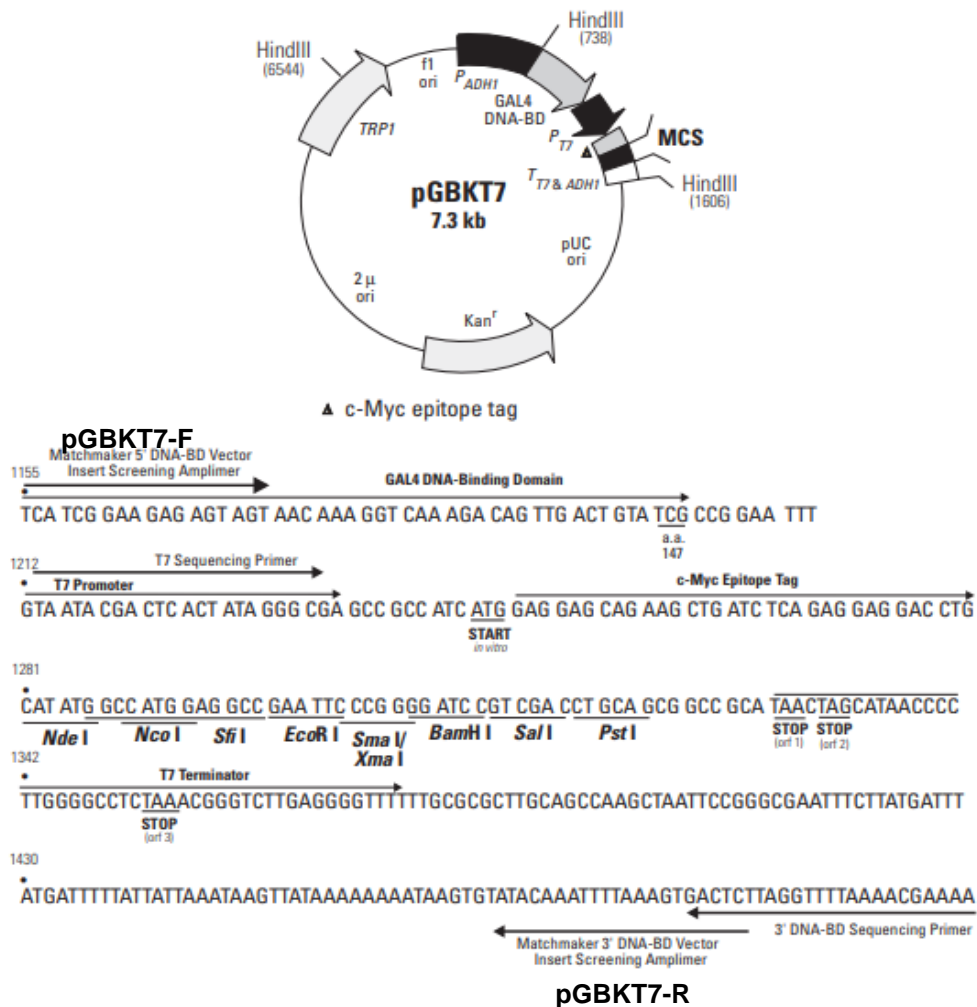 HindIII
(738)
HindIII
(6544)
f1
ori
PADH1
GAL4
DNA-BD
TRP1
PT7
MCS
TT7 & ADH1
HindIII
(1606)
pGBKT7
7.3 kb
pUC
ori
2 μ
ori
Kanr
c-Myc epitope tag
pGBKT7-F
Matchmaker 5' DNA-BD Vector
Insert Screening Amplimer
1155
GAL4 DNA-Binding Domain
TCA TCG GAA GAG AGT AGT AAC AAA GGT CAA AGA CAG TTG ACT GTA TCG CCG GAA TTT
a.a.
147
1212
T7 Sequencing Primer
T7 Promoter
c-Myc Epitope Tag
GTA ATA CGA CTC ACT ATA GGG CGA GCC GCC ATC ATG GAG GAG CAG AAG CTG ATC TCA GAG GAG GAC CTG
START
in vitro
1281
CAT ATG GCC ATG GAG GCC GAA TTC CCG GGG ATC CGT CGA CCT GCA GCG GCC GCA TAACTAGCATAACCCC
Nde I Nco I Sfi I EcoR I Sma I/ BamH I Sal I Pst I
Xma I
STOP STOP
(orf 1) (orf 2)
1342
T7 Terminator
TTGGGGCCTCTAAACGGGTCTTGAGGGGTTTTTTGCGCGCTTGCAGCCAAGCTAATTCCGGGCGAATTTCTTATGATTT
STOP
(orf 3)
1430
ATGATTTTTATTATTAAATAAGTTATAAAAAAAATAAGTGTATACAAATTTTAAAGTGACTCTTAGGTTTTAAAACGAAAA
3' DNA-BD Sequencing Primer
Matchmaker 3' DNA-BD Vector
Insert Screening Amplimer
pGBKT7-R